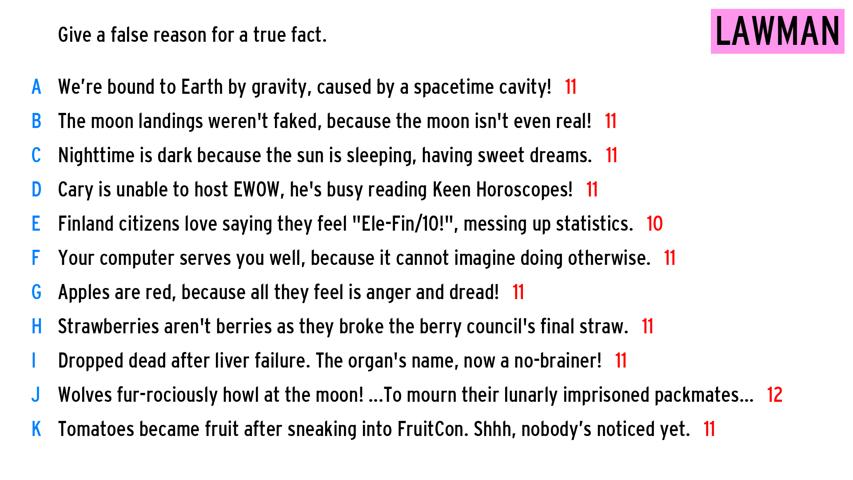 Give a false reason for a true fact.
LAWMAN
A We're bound to Earth by gravity, caused by a spacetime cavity! 11
B The moon landings weren't faked, because the moon isn't even real! 11
C Nighttime is dark because the sun is sleeping, having sweet dreams. 11
D Cary is unable to host EWOW, he's busy reading Keen Horoscopes! 11
E Finland citizens love saying they feel "Ele-Fin/10!", messing up statistics. 10
F Your computer serves you well, because it cannot imagine doing otherwise. 11
G Apples are red, because all they feel is anger and dread! 11
H Strawberries aren't berries as they broke the berry council's final straw. 11
I Dropped dead after liver failure. The organ's name, now a no-brainer! 11
J Wolves fur-rociously howl at the moon! ...To mourn their lunarly imprisoned packmates... 12
K Tomatoes became fruit after sneaking into FruitCon. Shhh, nobody's noticed yet. 11